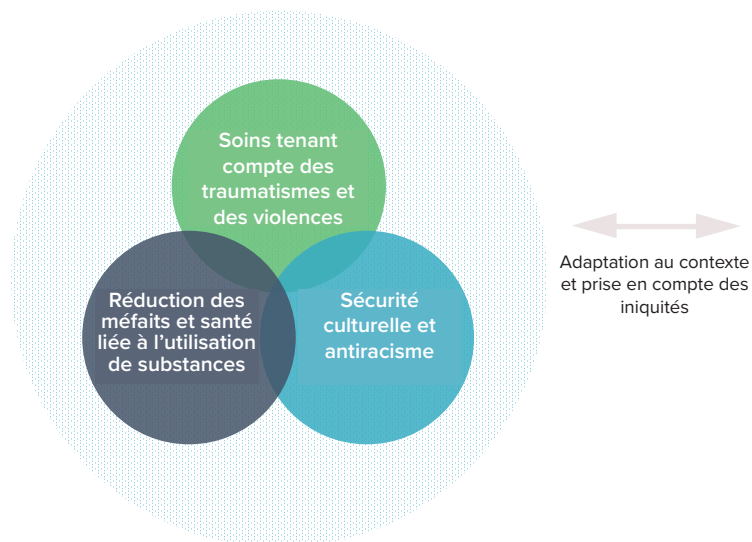 Soins tenant
compte des
traumatismes et
des violences
Réduction des
méfaits et santé
liée à l'utilisation
de substances
Sécurité
culturelle et
antiracisme
Adaptation au contexte
et prise en compte des
iniquités